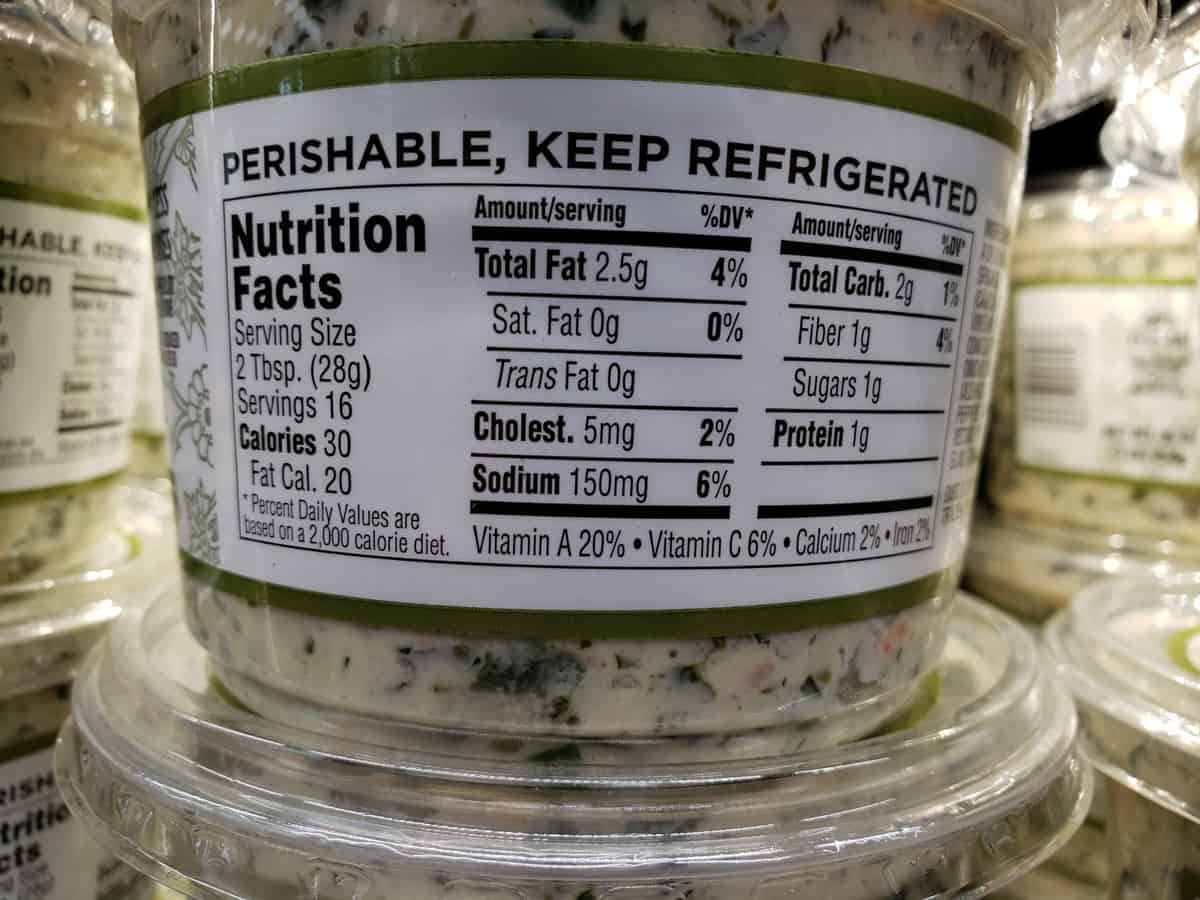 PERISHABLE, KEEP REFRIGERATED
Nutrition
Facts
Serving Size
2 Tbsp. (28g)
Servings 16
Calories 30
Fat Cal. 20
* Percent Daily Values are
based on a 2,000 calorie diet.
Amount/serving %DV*
Total Fat 2.5g 4%
Sat. Fat 0g 0%
Trans Fat 0g
Cholest. 5mg 2%
Sodium 150mg 6%
Amount/serving %DV*
Total Carb. 2g 1%
Fiber 1g 4%
Sugars 1g
Protein 1g
Vitamin A 20% • Vitamin C 6% • Calcium 2% • Iron 2%